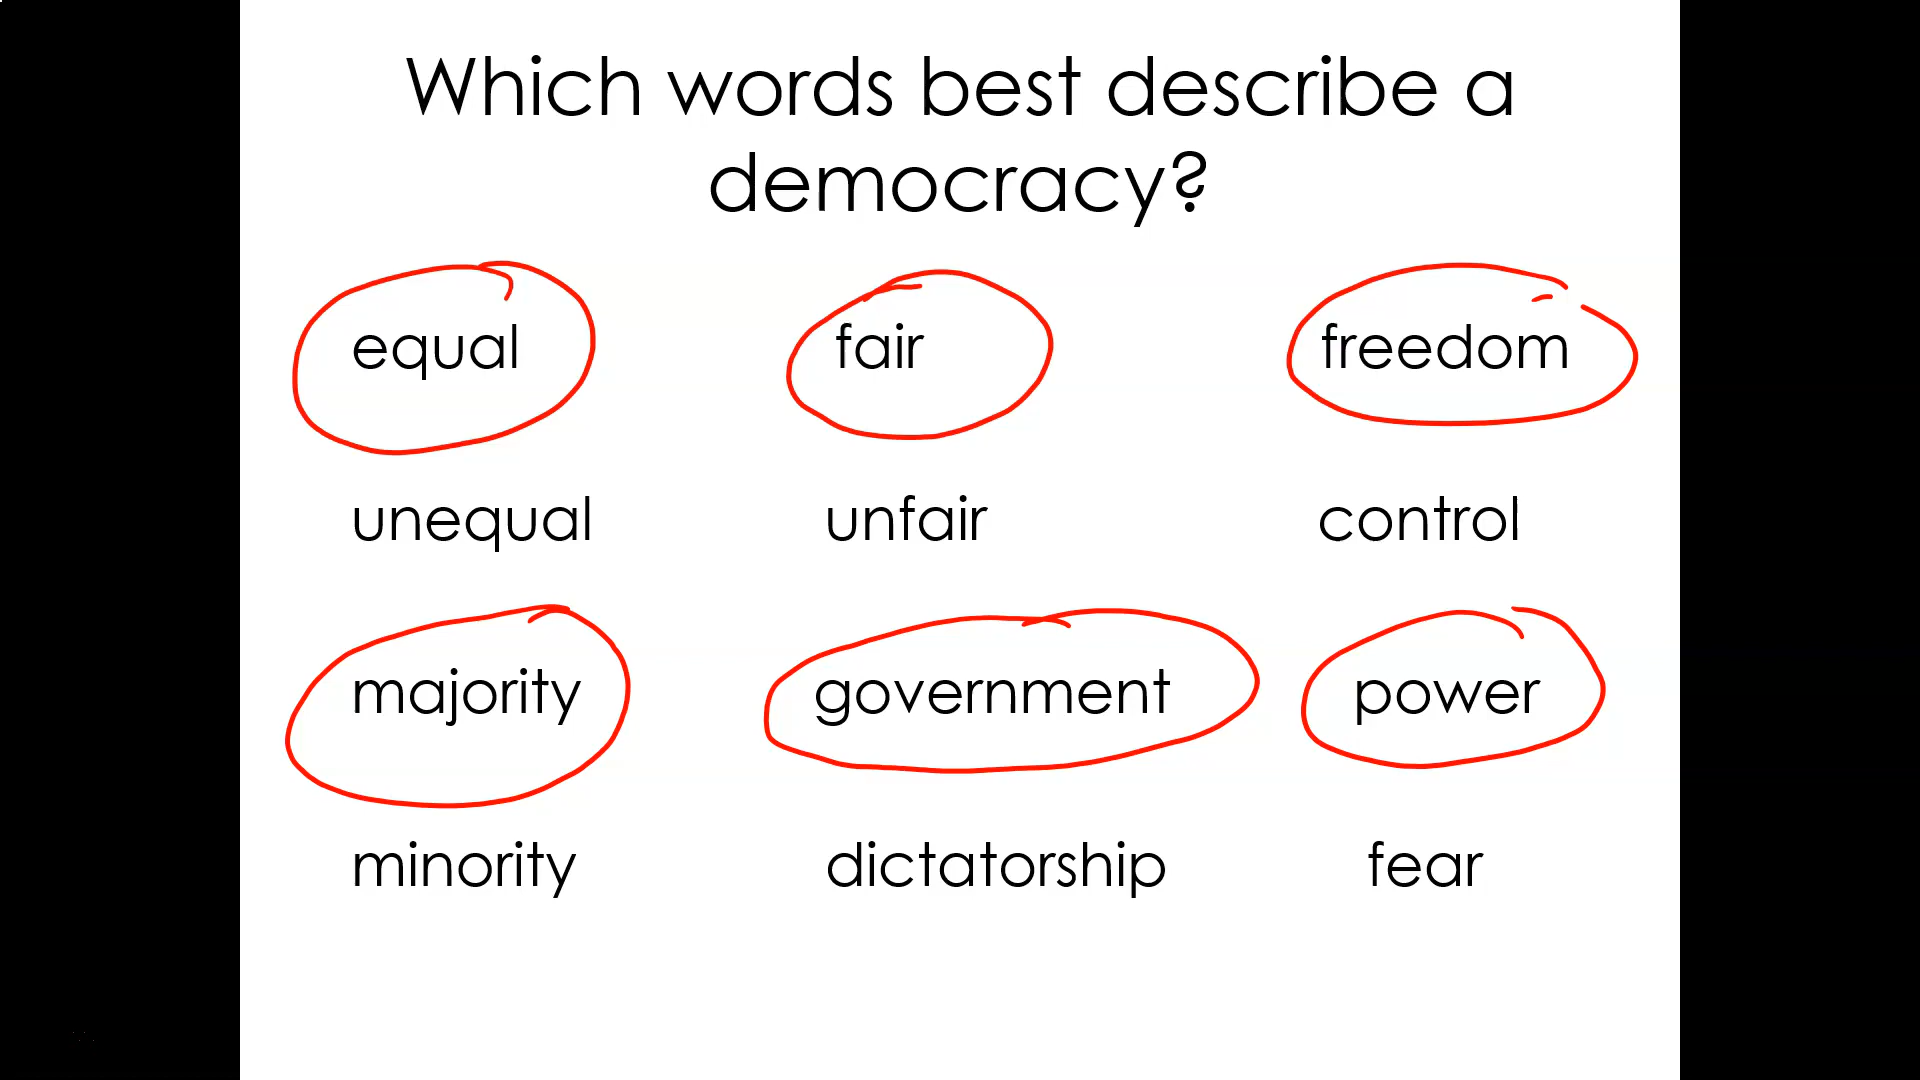 Which words best describe a
democracy?
equal fair freedom
unequal unfair control
majority government power
minority dictatorship fear